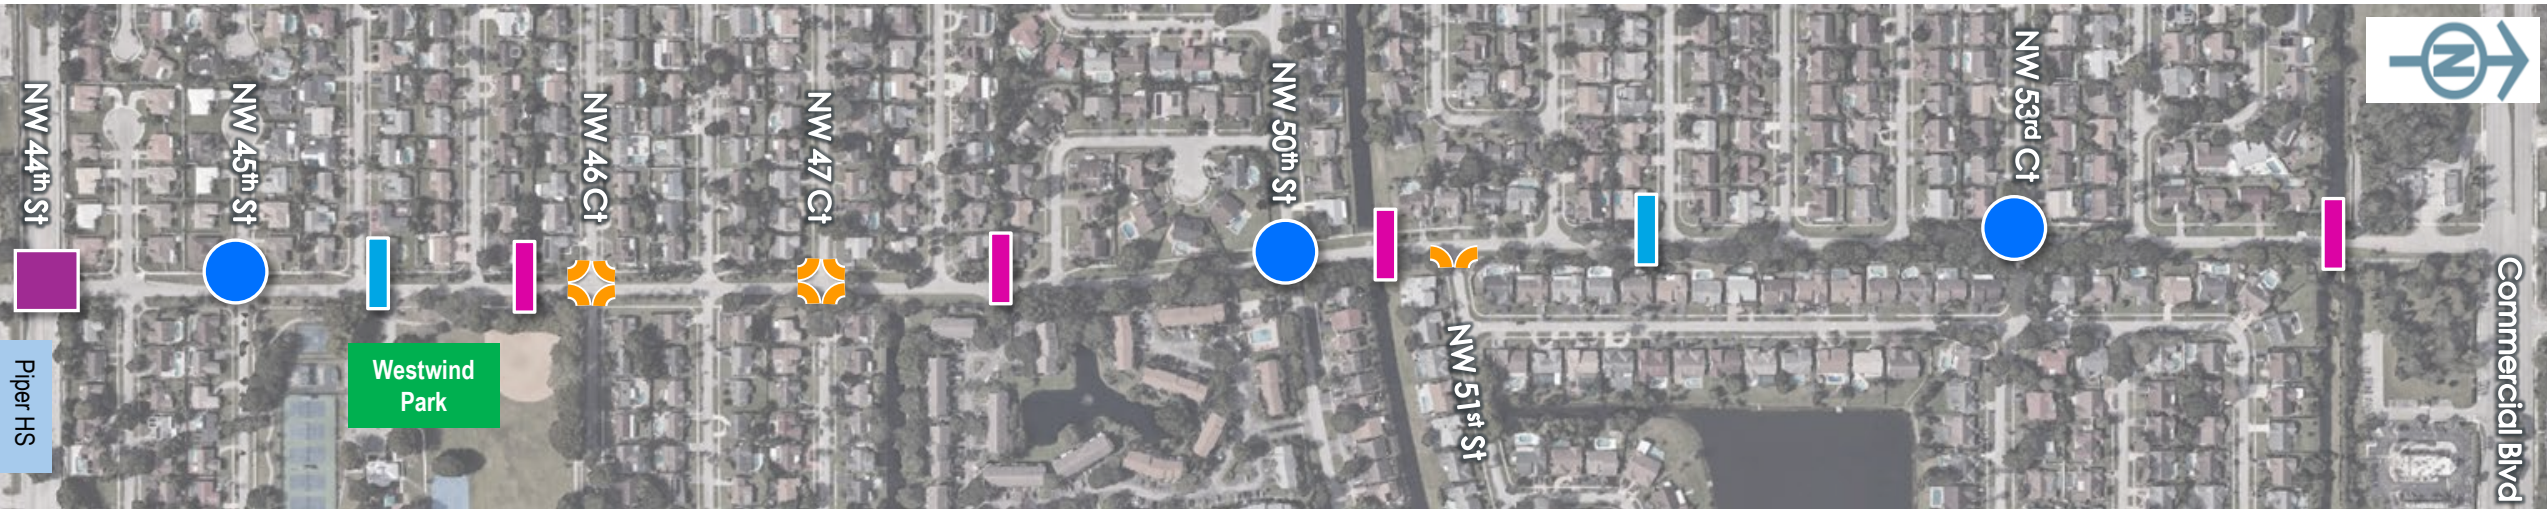 NW 44th St
NW 45th St
NW 46 Ct
NW 47 Ct
NW 50th St
NW 51st St
NW 53rd Ct
Commercial Blvd
N
Piper HS
Westwind
Park